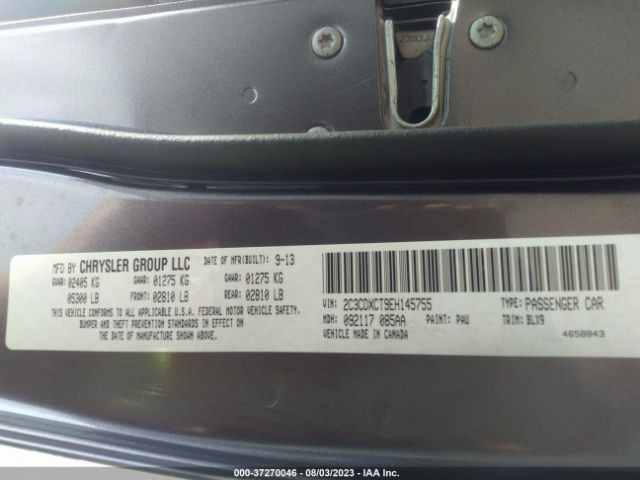 MFD BY CHRYSLER GROUP LLC DATE OF MFR(BUILT): 9-13
GVWR: 02405 KG GAWR: 01275 KG GAWR: 01275 KG
05300 LB FRONT: 02810 LB REAR: 02810 LB
THIS VEHICLE CONFORMS TO ALL APPLICABLE U.S.A. FEDERAL MOTOR VEHICLE SAFETY,
BUMPER AND THEFT PREVENTION STANDARDS IN EFFECT ON
THE DATE OF MANUFACTURE SHOWN ABOVE.
VIN: 2C3CDXCT9EH145755 TYPE: PASSENGER CAR
MDH: 092117 085AA PAINT: PAU TRIM: BLX9
VEHICLE MADE IN CANADA 4658843
000-37270046 - 08/03/2023 - IAA Inc.